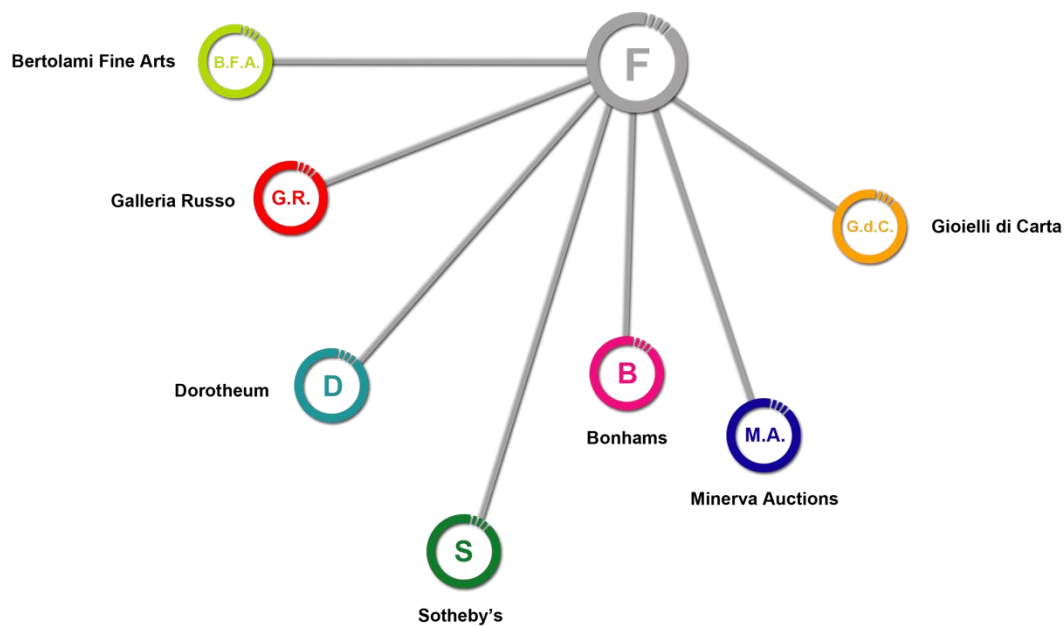 F
Bertolami Fine Arts
B.F.A.
Galleria Russo
G.R.
G.d.C.
Gioielli di Carta
Dorotheum
D
B
Bonhams
M.A.
Minerva Auctions
S
Sotheby’s